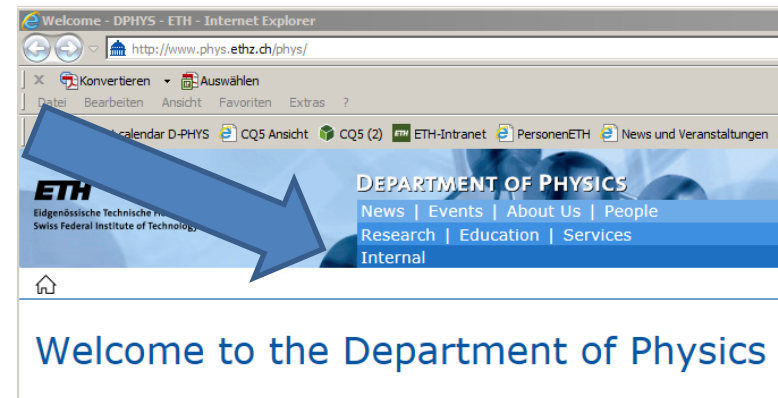 Welcome - DPHYS - ETH - Internet Explorer
http://www.phys.ethz.ch/phys/
Konvertieren Auswählen
Datei Bearbeiten Ansicht Favoriten Extras ?
calendar D-PHYS CQ5 Ansicht CQ5 (2) ETH ETH-Intranet PersonenETH News und Veranstaltungen
ETH
Eidgenössische Technische
Swiss Federal Institute of Technology
DEPARTMENT OF PHYSICS
News | Events | About Us | People
Research | Education | Services
Internal
Welcome to the Department of Physics